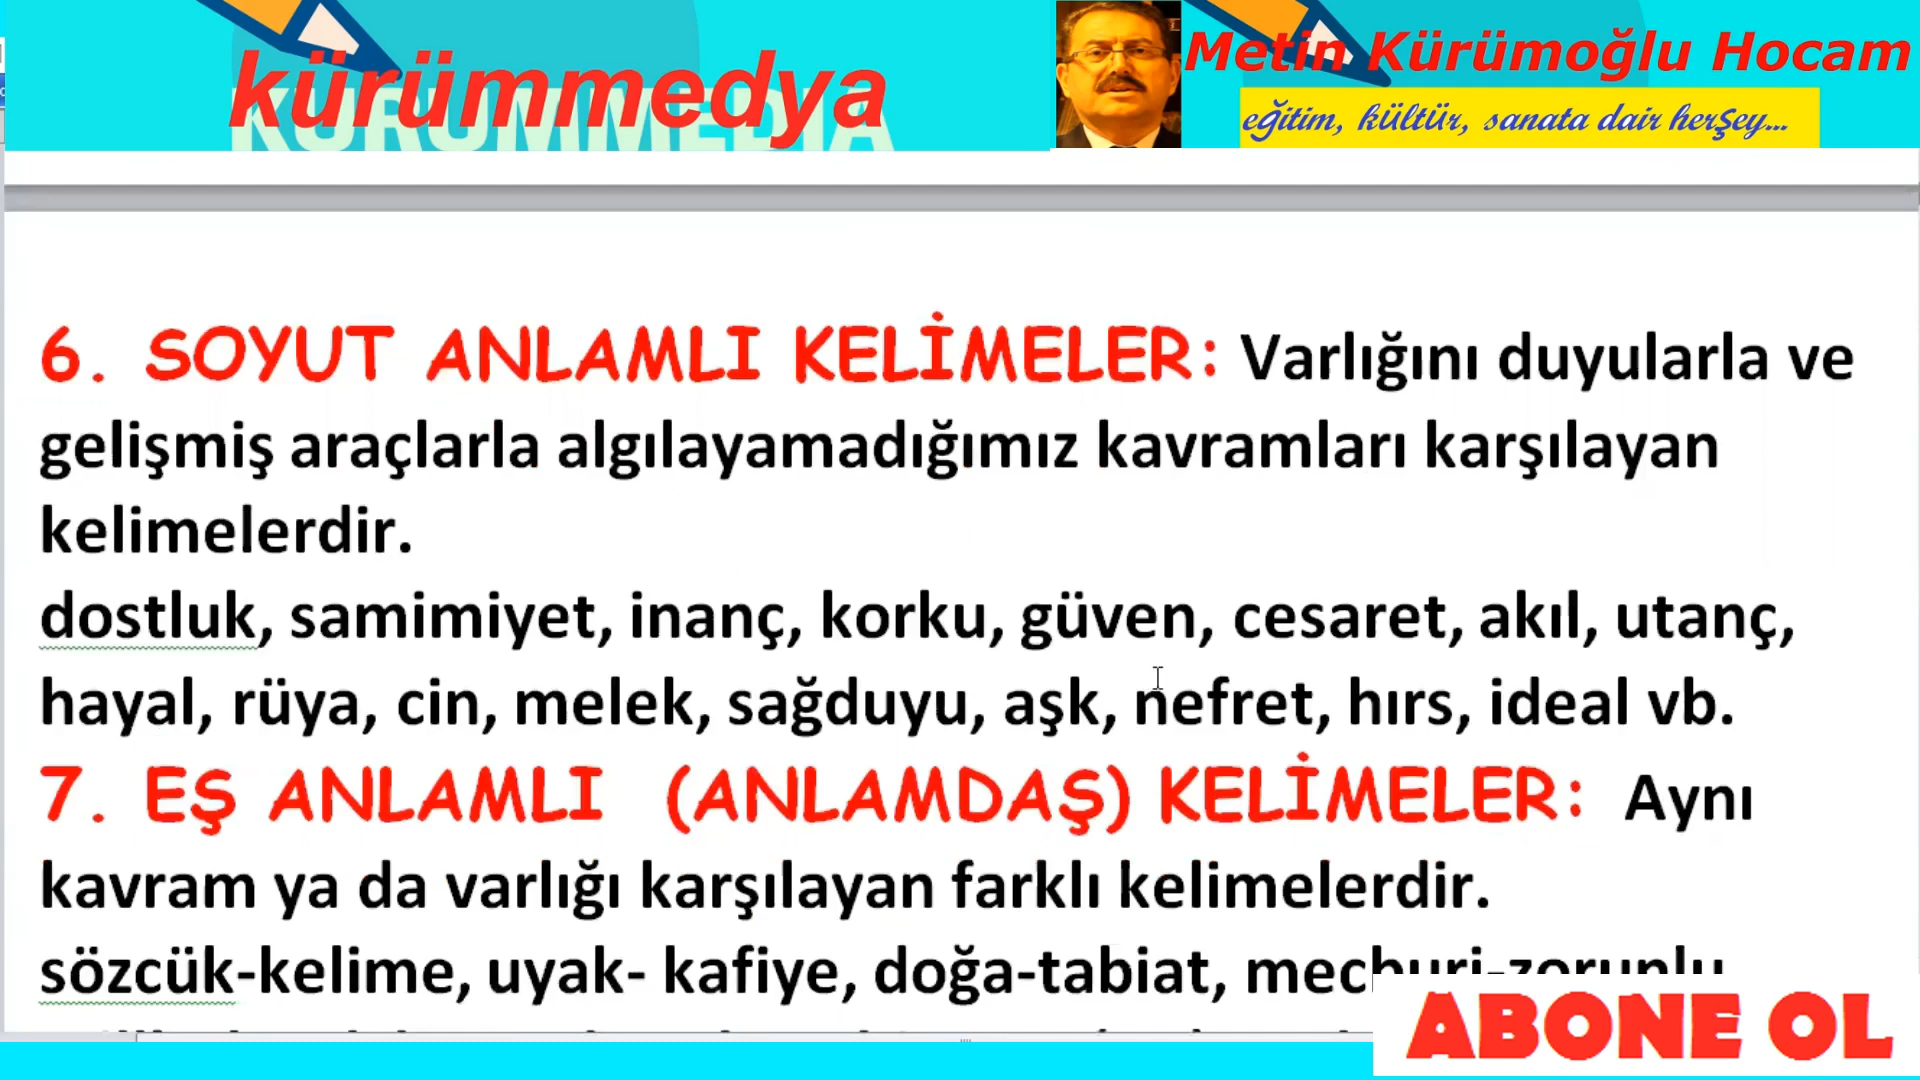 kürümmedya
KÜRÜMMEDIA
Metin Kürümoğlu Hocam
eğitim, kültür, sanata dair herşey...
6. SOYUT ANLAMLI KELİMELER: Varlığını duyularla ve
gelişmiş araçlarla algılayamadığımız kavramları karşılayan
kelimelerdir.
dostluk, samimiyet, inanç, korku, güven, cesaret, akıl, utanç,
hayal, rüya, cin, melek, sağduyu, aşk, nefret, hırs, ideal vb.
7. EŞ ANLAMLI (ANLAMDAŞ) KELİMELER: Aynı
kavram ya da varlığı karşılayan farklı kelimelerdir.
sözcük-kelime, uyak- kafiye, doğa-tabiat, mecburi-zorunlu
ABONE OL